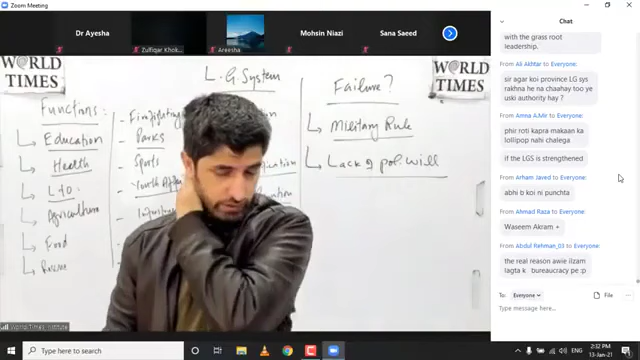 Zoom Meeting
Dr Ayesha
Zulfiqar Khok...
Areesha
Mohsin Niazi
Sana Saeed
WORLD
TIMES
L.G. System
Functions:
Education
Health
L+O
Agriculture
Food
Firefighting
Parks
Sports
Youth Affairs
Failure?
Military Rule
Lack of pol. will
WORLD
TIMES
World Times Institute
Chat
with the grass root
leadership.
From Ali Akhtar to Everyone:
sir agar koi province LG sys
rakhna he na chaahay too ye
uski authority hay ?
From Amna A.Mir to Everyone:
phir roti kapra makaan ka
lollipop nahi chalega
if the LGS is strengthened
From Arham Javed to Everyone:
abhi b koi ni punchta
From Ahmad Raza to Everyone:
Waseem Akram +
From Abdul Rehman_03 to Everyone:
the real reason awie ilzam
lagta k bureaucracy pe :p
To: Everyone
File
Type message here...
Type here to search
2:32 PM
13-Jan-21